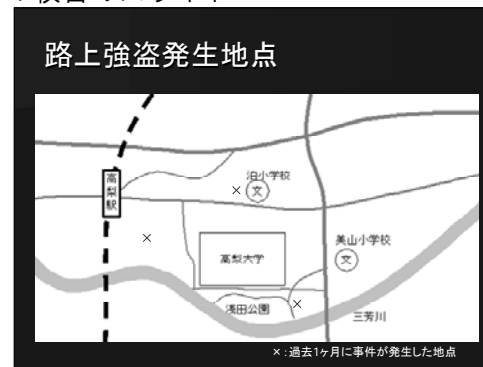 路上強盗発生地点
高梨駅
泊小学校
×
文
×
高梨大学
美山小学校
文
浅田公園
×
三芳川
×:過去1ヶ月に事件が発生した地点